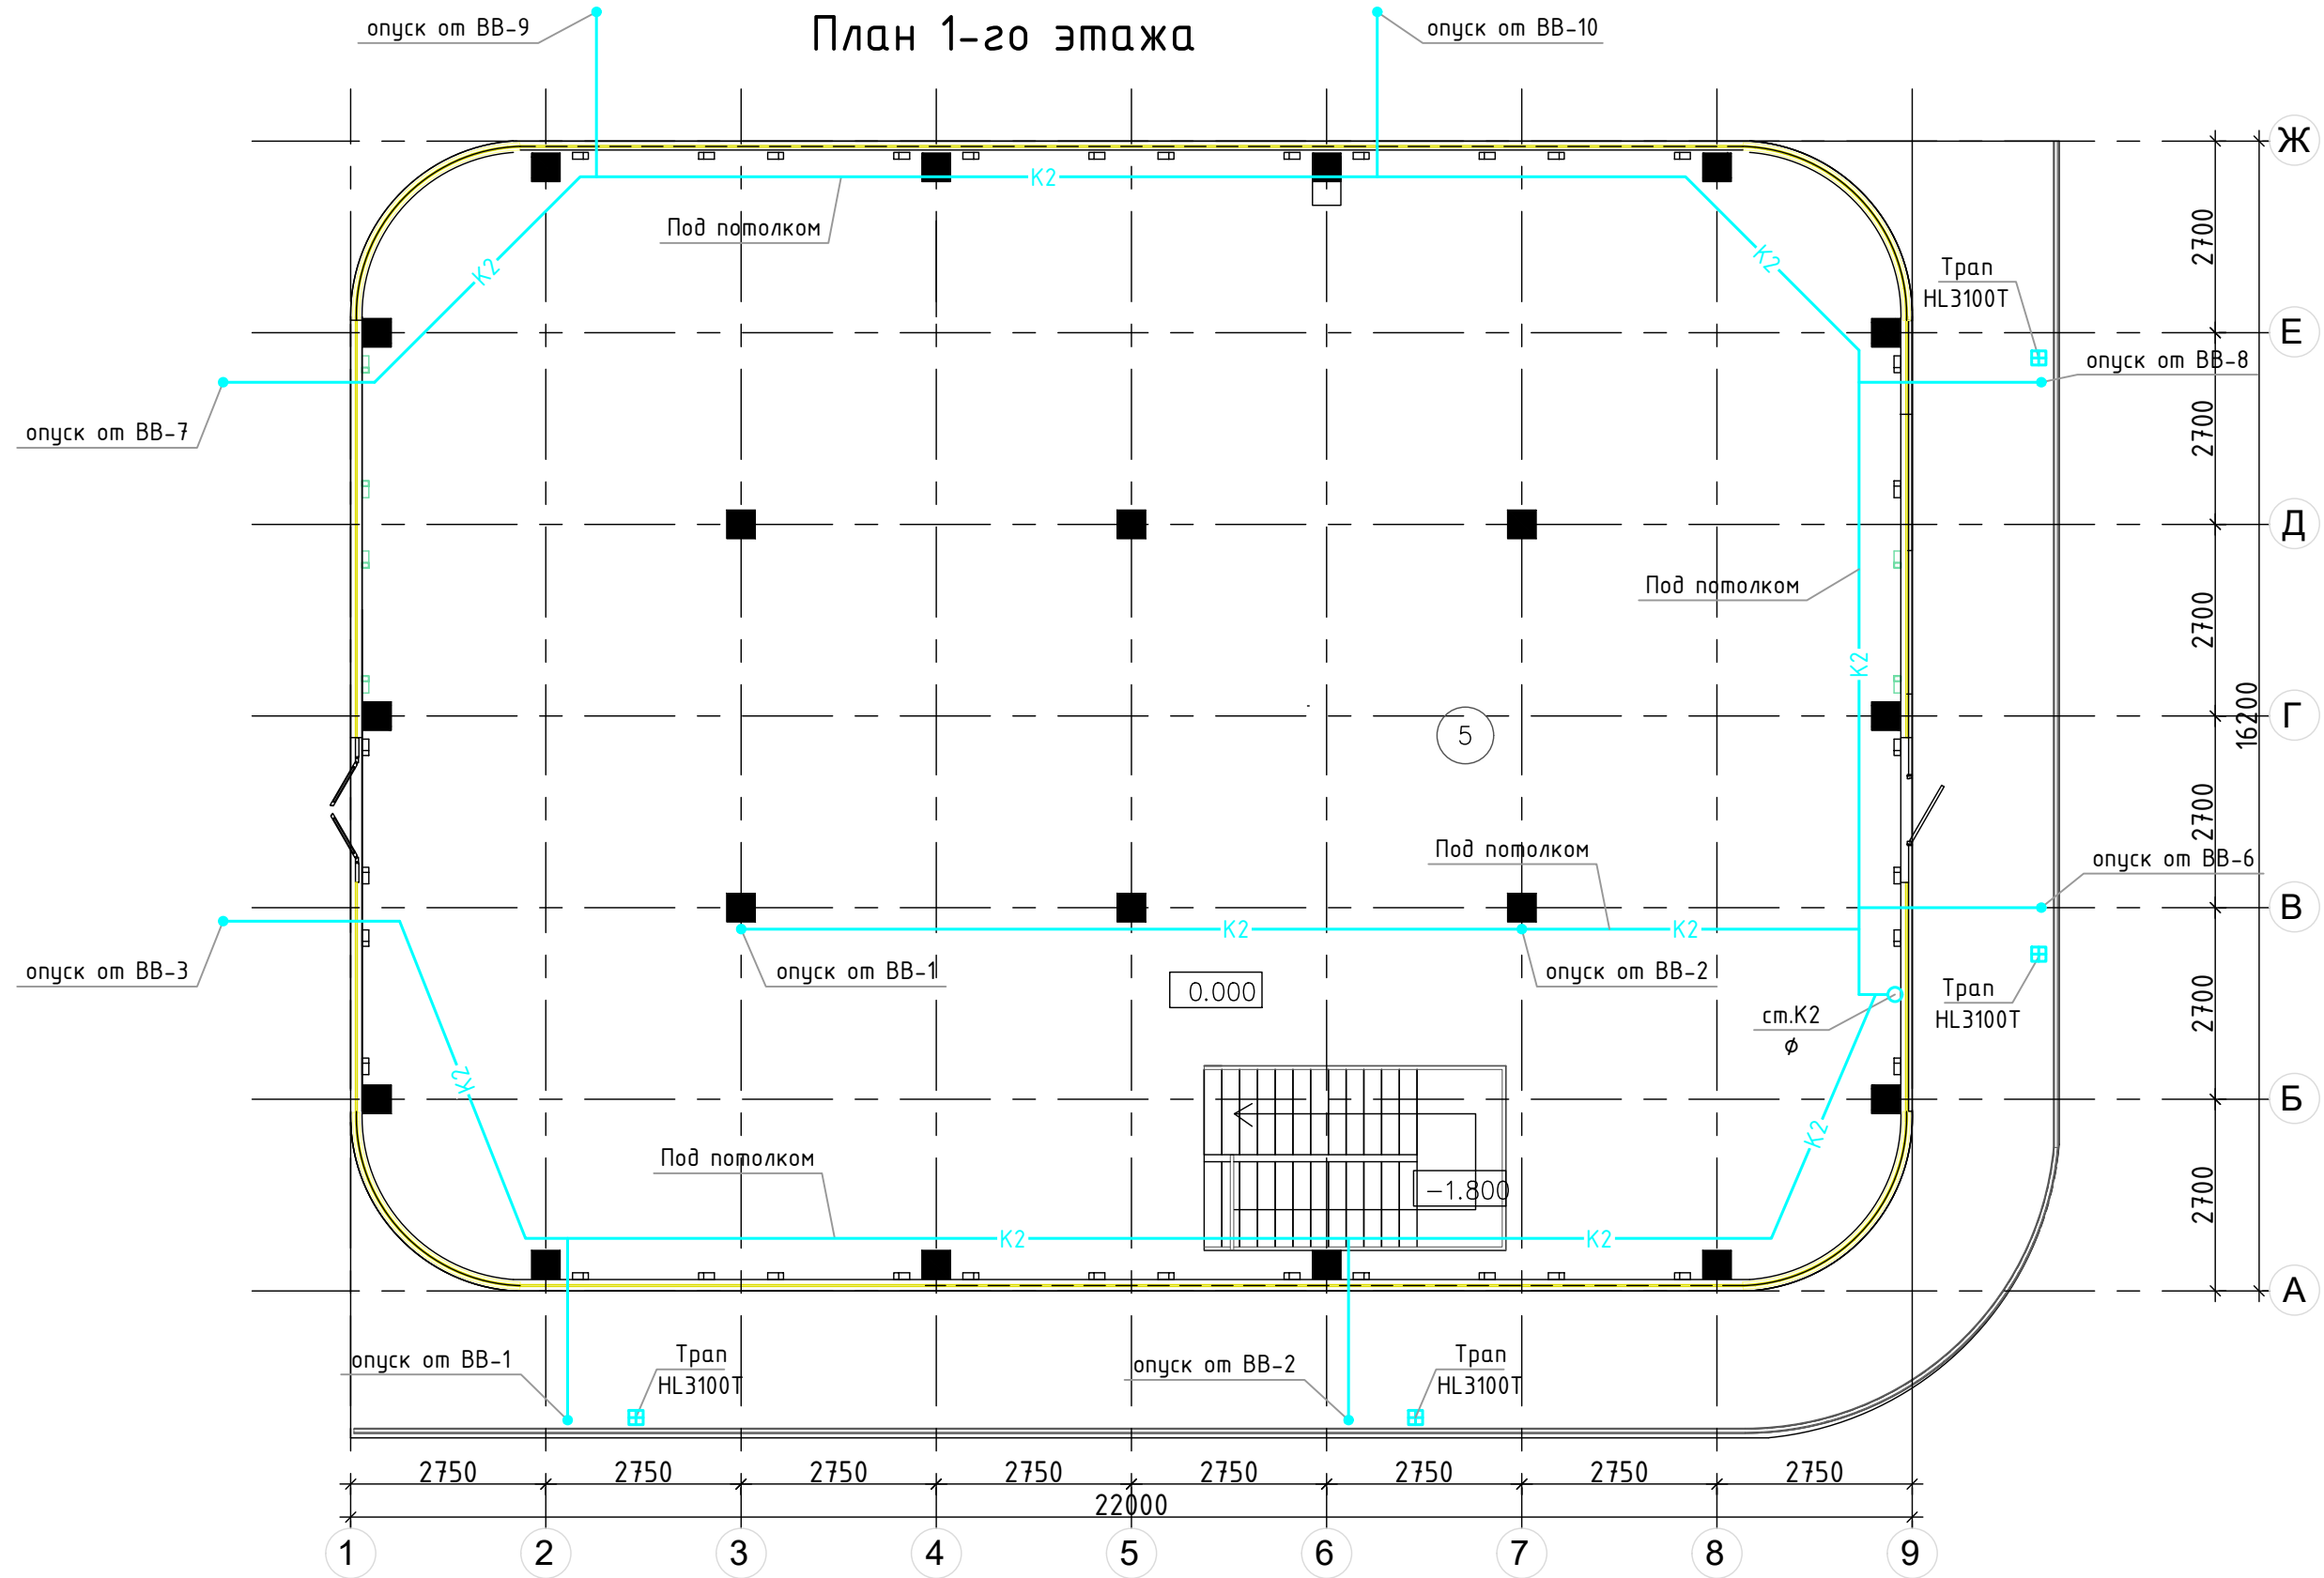 опуск от ВВ-9
План 1-го этажа
опуск от ВВ-10
Ж
К2
Под потолком
2700
К2
К2
Трап
HL3100T
Е
опуск от ВВ-8
опуск от ВВ-7
2700
Д
Под потолком
2700
К2
16200
Г
5
2700
Под потолком
опуск от ВВ-6
В
К2
К2
опуск от ВВ-3
опуск от ВВ-1
опуск от ВВ-2
0.000
Трап
HL3100T
2700
ст.К2
ø
К2
Б
К2
Под потолком
-1.800
2700
К2
К2
А
опуск от ВВ-1
Трап
HL3100T
опуск от ВВ-2
Трап
HL3100T
2750 2750 2750 2750 2750 2750 2750 2750
22000
1 2 3 4 5 6 7 8 9